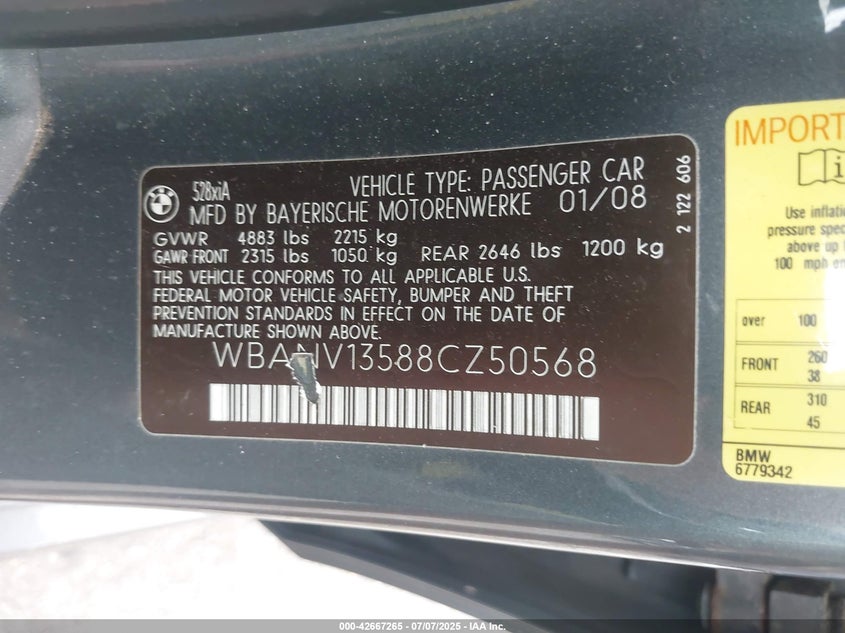 528xiA
VEHICLE TYPE: PASSENGER CAR
MFD BY BAYERISCHE MOTORENWERKE 01/08
GVWR 4883 lbs 2215 kg
GAWR FRONT 2315 lbs 1050 kg REAR 2646 lbs 1200 kg
THIS VEHICLE CONFORMS TO ALL APPLICABLE U.S.
FEDERAL MOTOR VEHICLE SAFETY, BUMPER AND THEFT
PREVENTION STANDARDS IN EFFECT ON THE DATE OF
MANUFACTURE SHOWN ABOVE.
WBANV13588CZ50568
2 122 606
IMPORT
Use inflat
pressure spec
above up
100 mph
over 100
FRONT 260
38
REAR 310
45
BMW
6779342
000-42667265 - 07/07/2025 - IAA Inc.